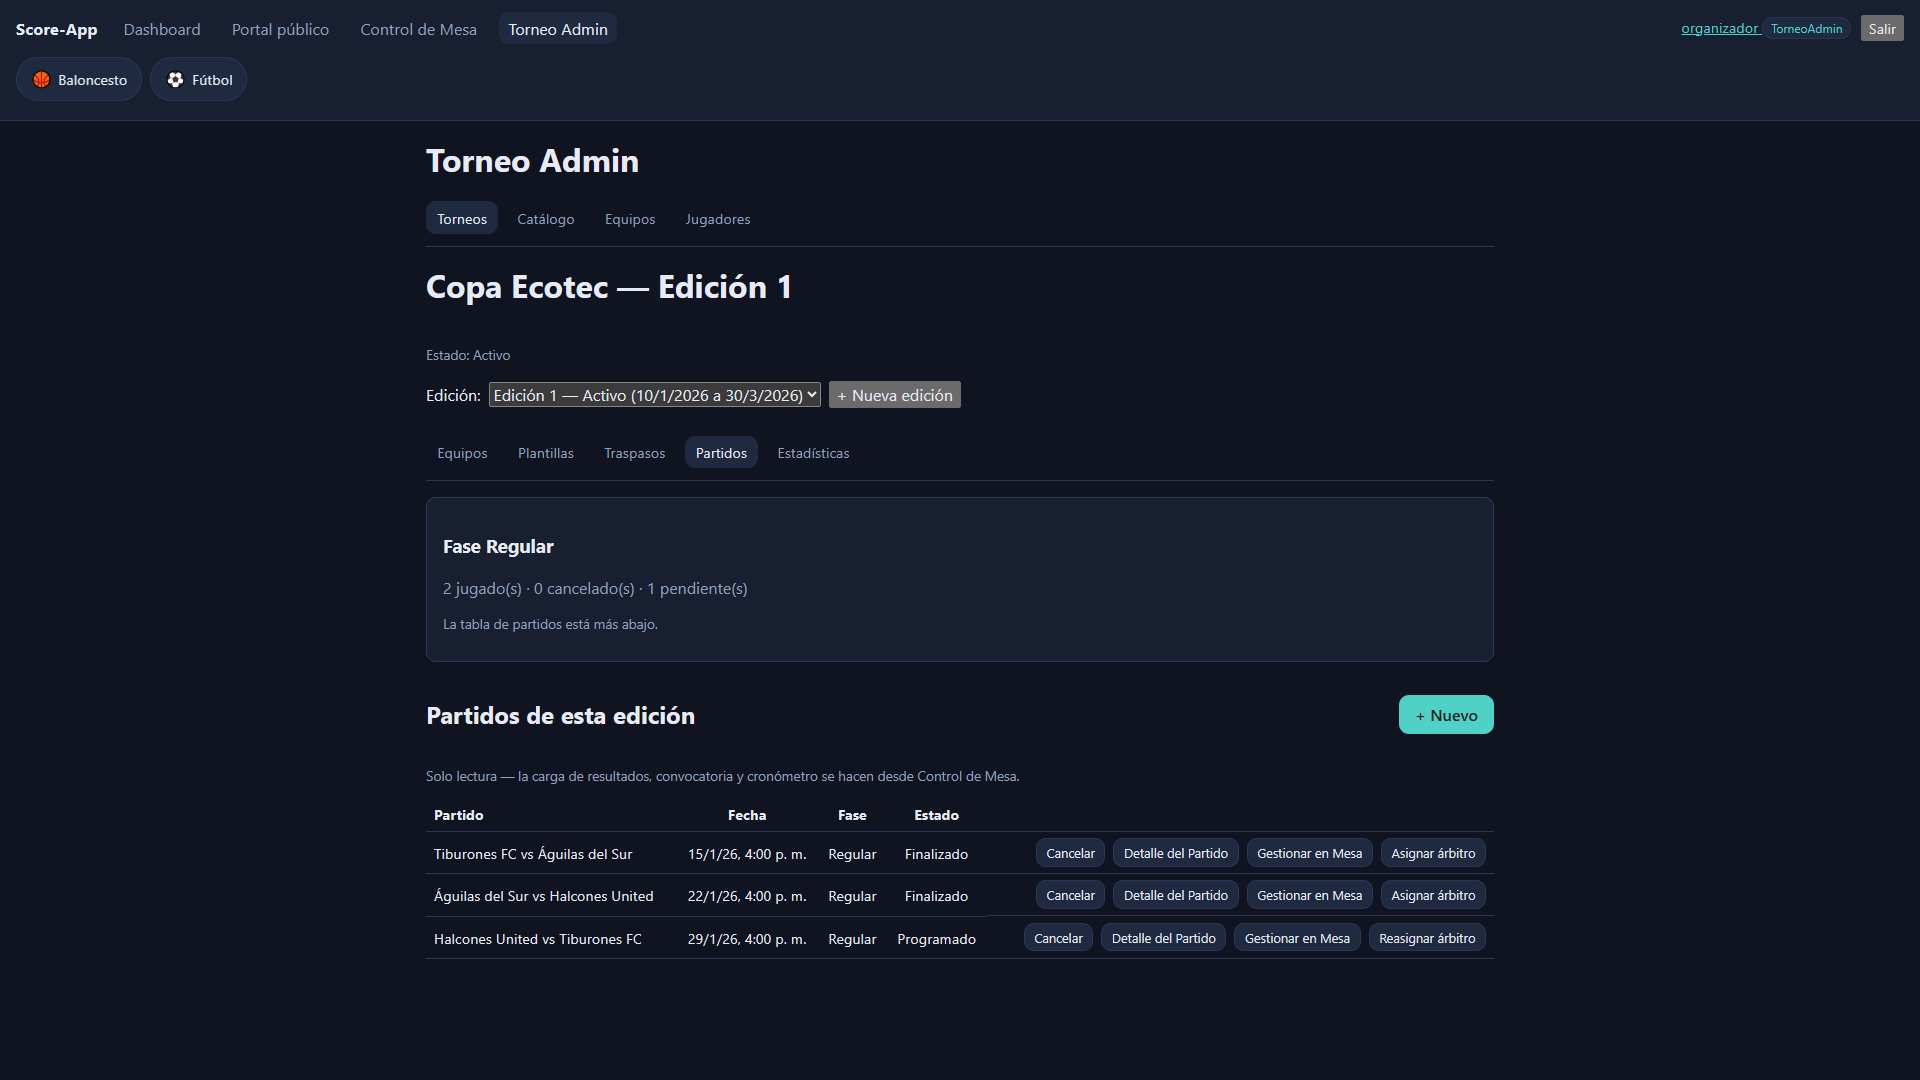 Score-App Dashboard Portal público Control de Mesa Torneo Admin organizador TorneoAdmin Salir
Baloncesto Fútbol
Torneo Admin
Torneos Catálogo Equipos Jugadores
Copa Ecotec — Edición 1
Estado: Activo
Edición: Edición 1 — Activo (10/1/2026 a 30/3/2026) + Nueva edición
Equipos Plantillas Traspasos Partidos Estadísticas
Fase Regular
2 jugado(s) · 0 cancelado(s) · 1 pendiente(s)
La tabla de partidos está más abajo.
Partidos de esta edición + Nuevo
Solo lectura — la carga de resultados, convocatoria y cronómetro se hacen desde Control de Mesa.
Partido Fecha Fase Estado
Tiburones FC vs Águilas del Sur 15/1/26, 4:00 p. m. Regular Finalizado Cancelar Detalle del Partido Gestionar en Mesa Asignar árbitro
Águilas del Sur vs Halcones United 22/1/26, 4:00 p. m. Regular Finalizado Cancelar Detalle del Partido Gestionar en Mesa Asignar árbitro
Halcones United vs Tiburones FC 29/1/26, 4:00 p. m. Regular Programado Cancelar Detalle del Partido Gestionar en Mesa Reasignar árbitro